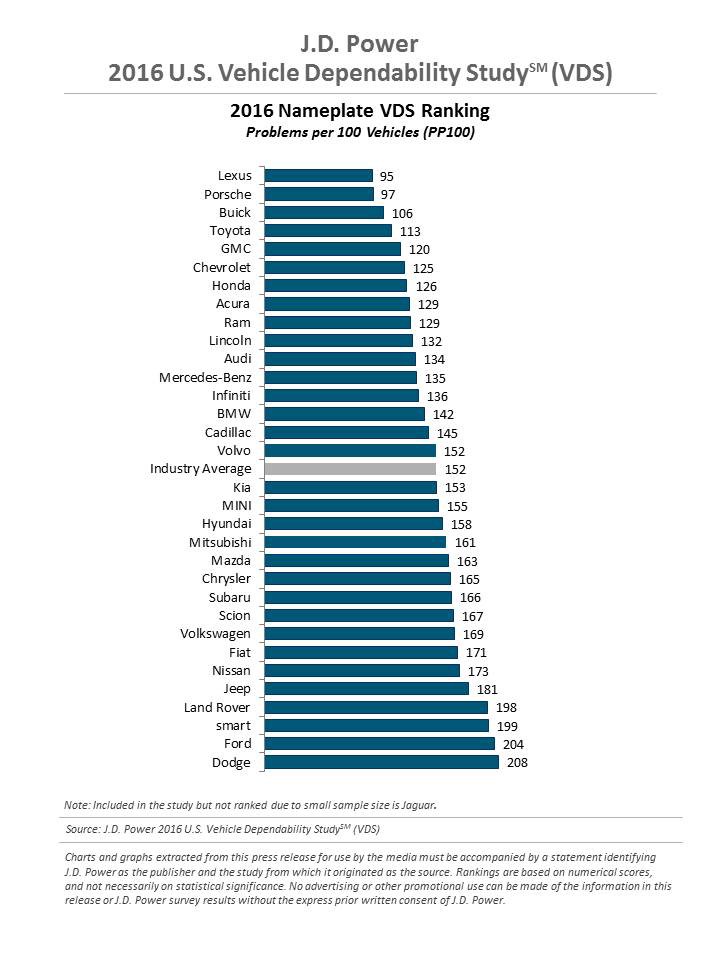 J.D. Power
2016 U.S. Vehicle Dependability Study℠ (VDS)
2016 Nameplate VDS Ranking
Problems per 100 Vehicles (PP100)
Lexus 95
Porsche 97
Buick 106
Toyota 113
GMC 120
Chevrolet 125
Honda 126
Acura 129
Ram 129
Lincoln 132
Audi 134
Mercedes-Benz 135
Infiniti 136
BMW 142
Cadillac 145
Volvo 152
Industry Average 152
Kia 153
MINI 155
Hyundai 158
Mitsubishi 161
Mazda 163
Chrysler 165
Subaru 166
Scion 167
Volkswagen 169
Fiat 171
Nissan 173
Jeep 181
Land Rover 198
smart 199
Ford 204
Dodge 208
Note: Included in the study but not ranked due to small sample size is Jaguar.
Source: J.D. Power 2016 U.S. Vehicle Dependability Study℠ (VDS)
Charts and graphs extracted from this press release for use by the media must be accompanied by a statement identifying
J.D. Power as the publisher and the study from which it originated as the source. Rankings are based on numerical scores,
and not necessarily on statistical significance. No advertising or other promotional use can be made of the information in this
release or J.D. Power survey results without the express prior written consent of J.D. Power.